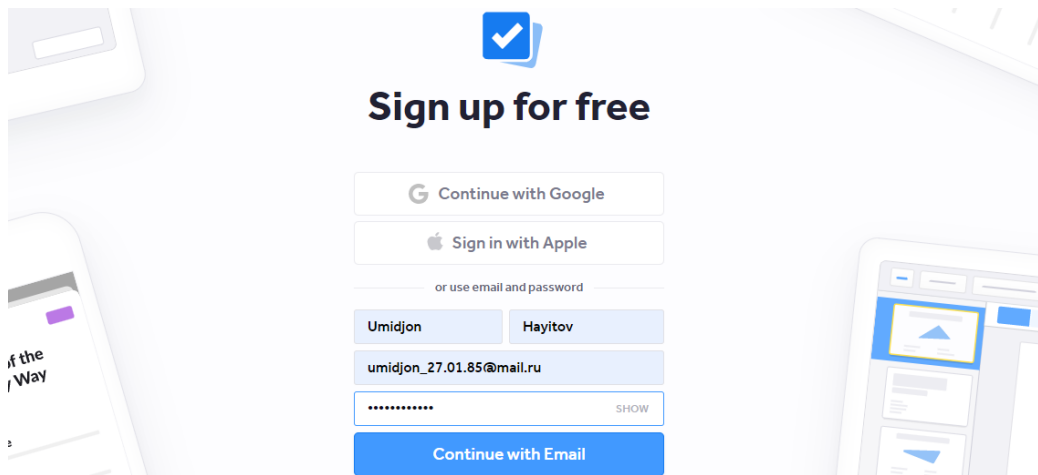 Sign up for free
Continue with Google
Sign in with Apple
or use email and password
Umidjon
Hayitov
umidjon_27.01.85@mail.ru
•••••••••••• SHOW
Continue with Email
of the
Way